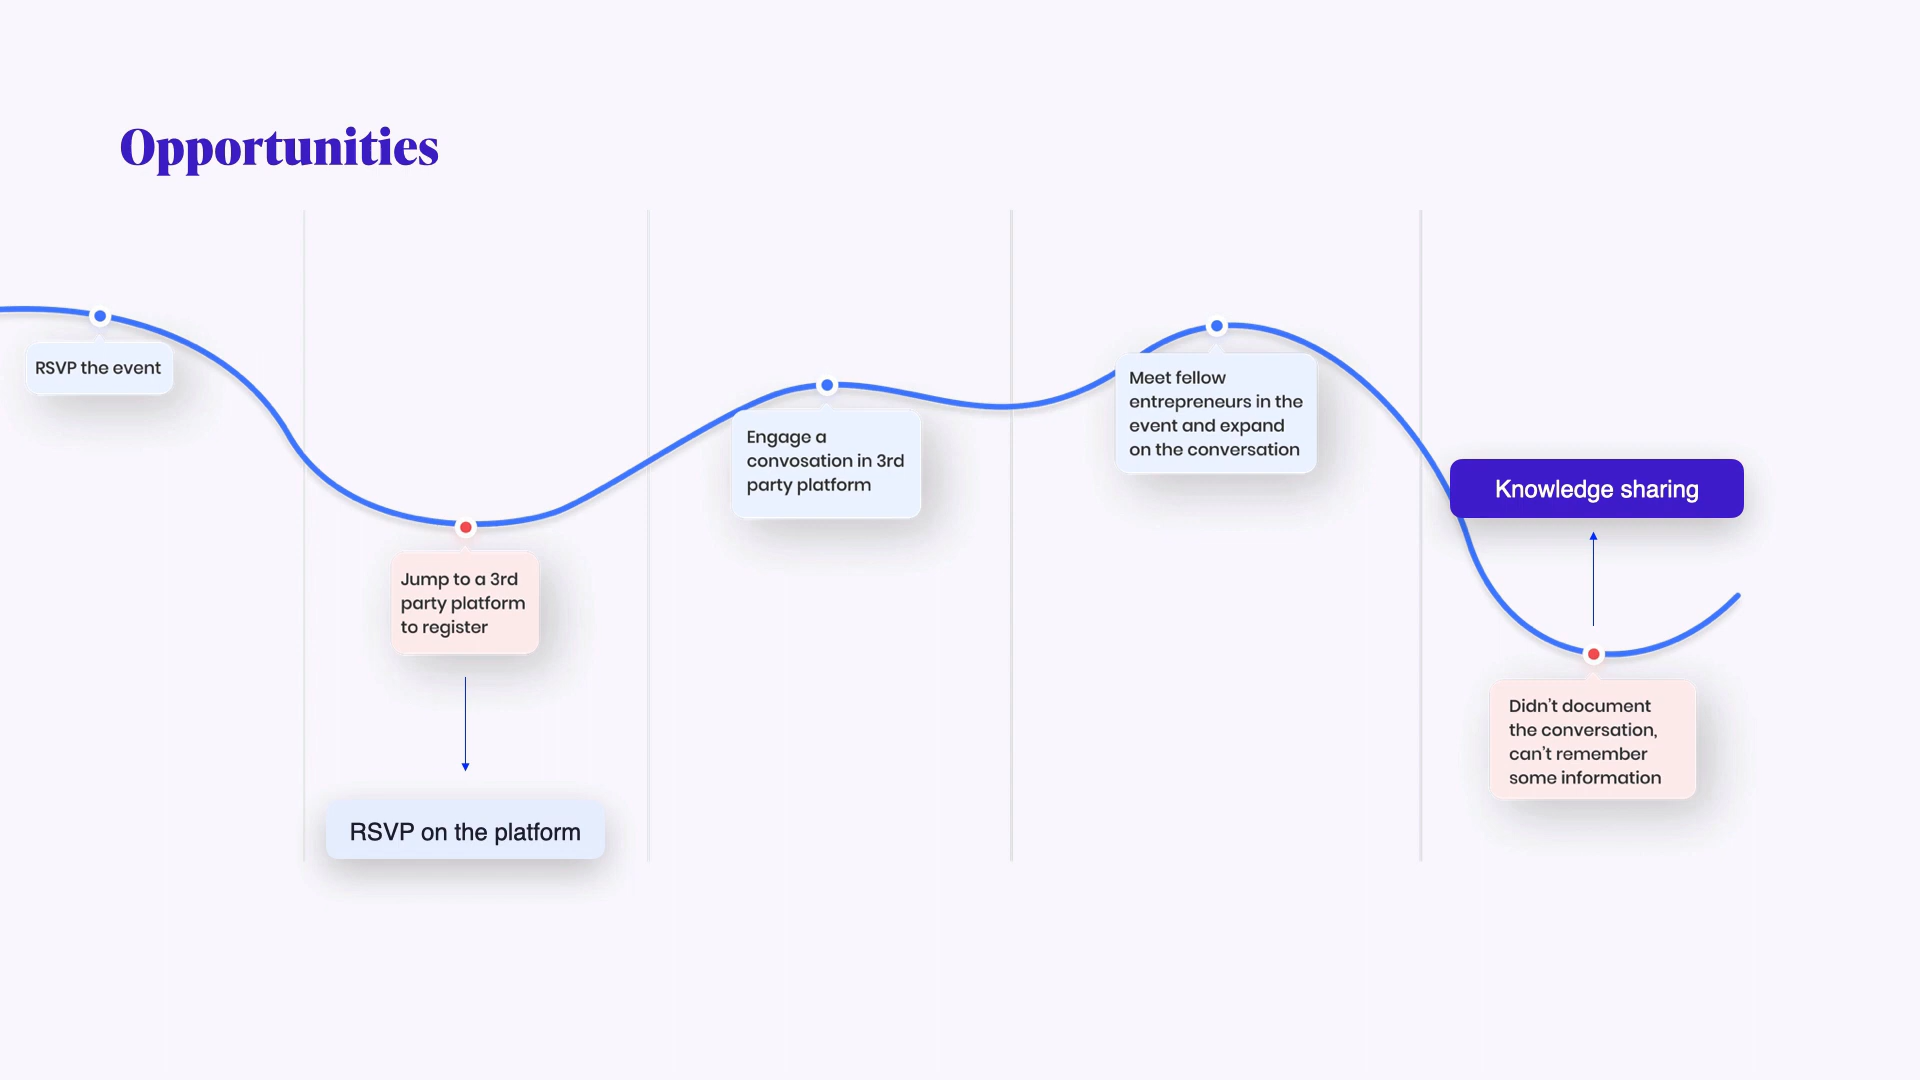 Opportunities
RSVP the event
Jump to a 3rd
party platform
to register
RSVP on the platform
Engage a
convosation in 3rd
party platform
Meet fellow
entrepreneurs in the
event and expand
on the conversation
Knowledge sharing
Didn't document
the conversation,
can't remember
some information